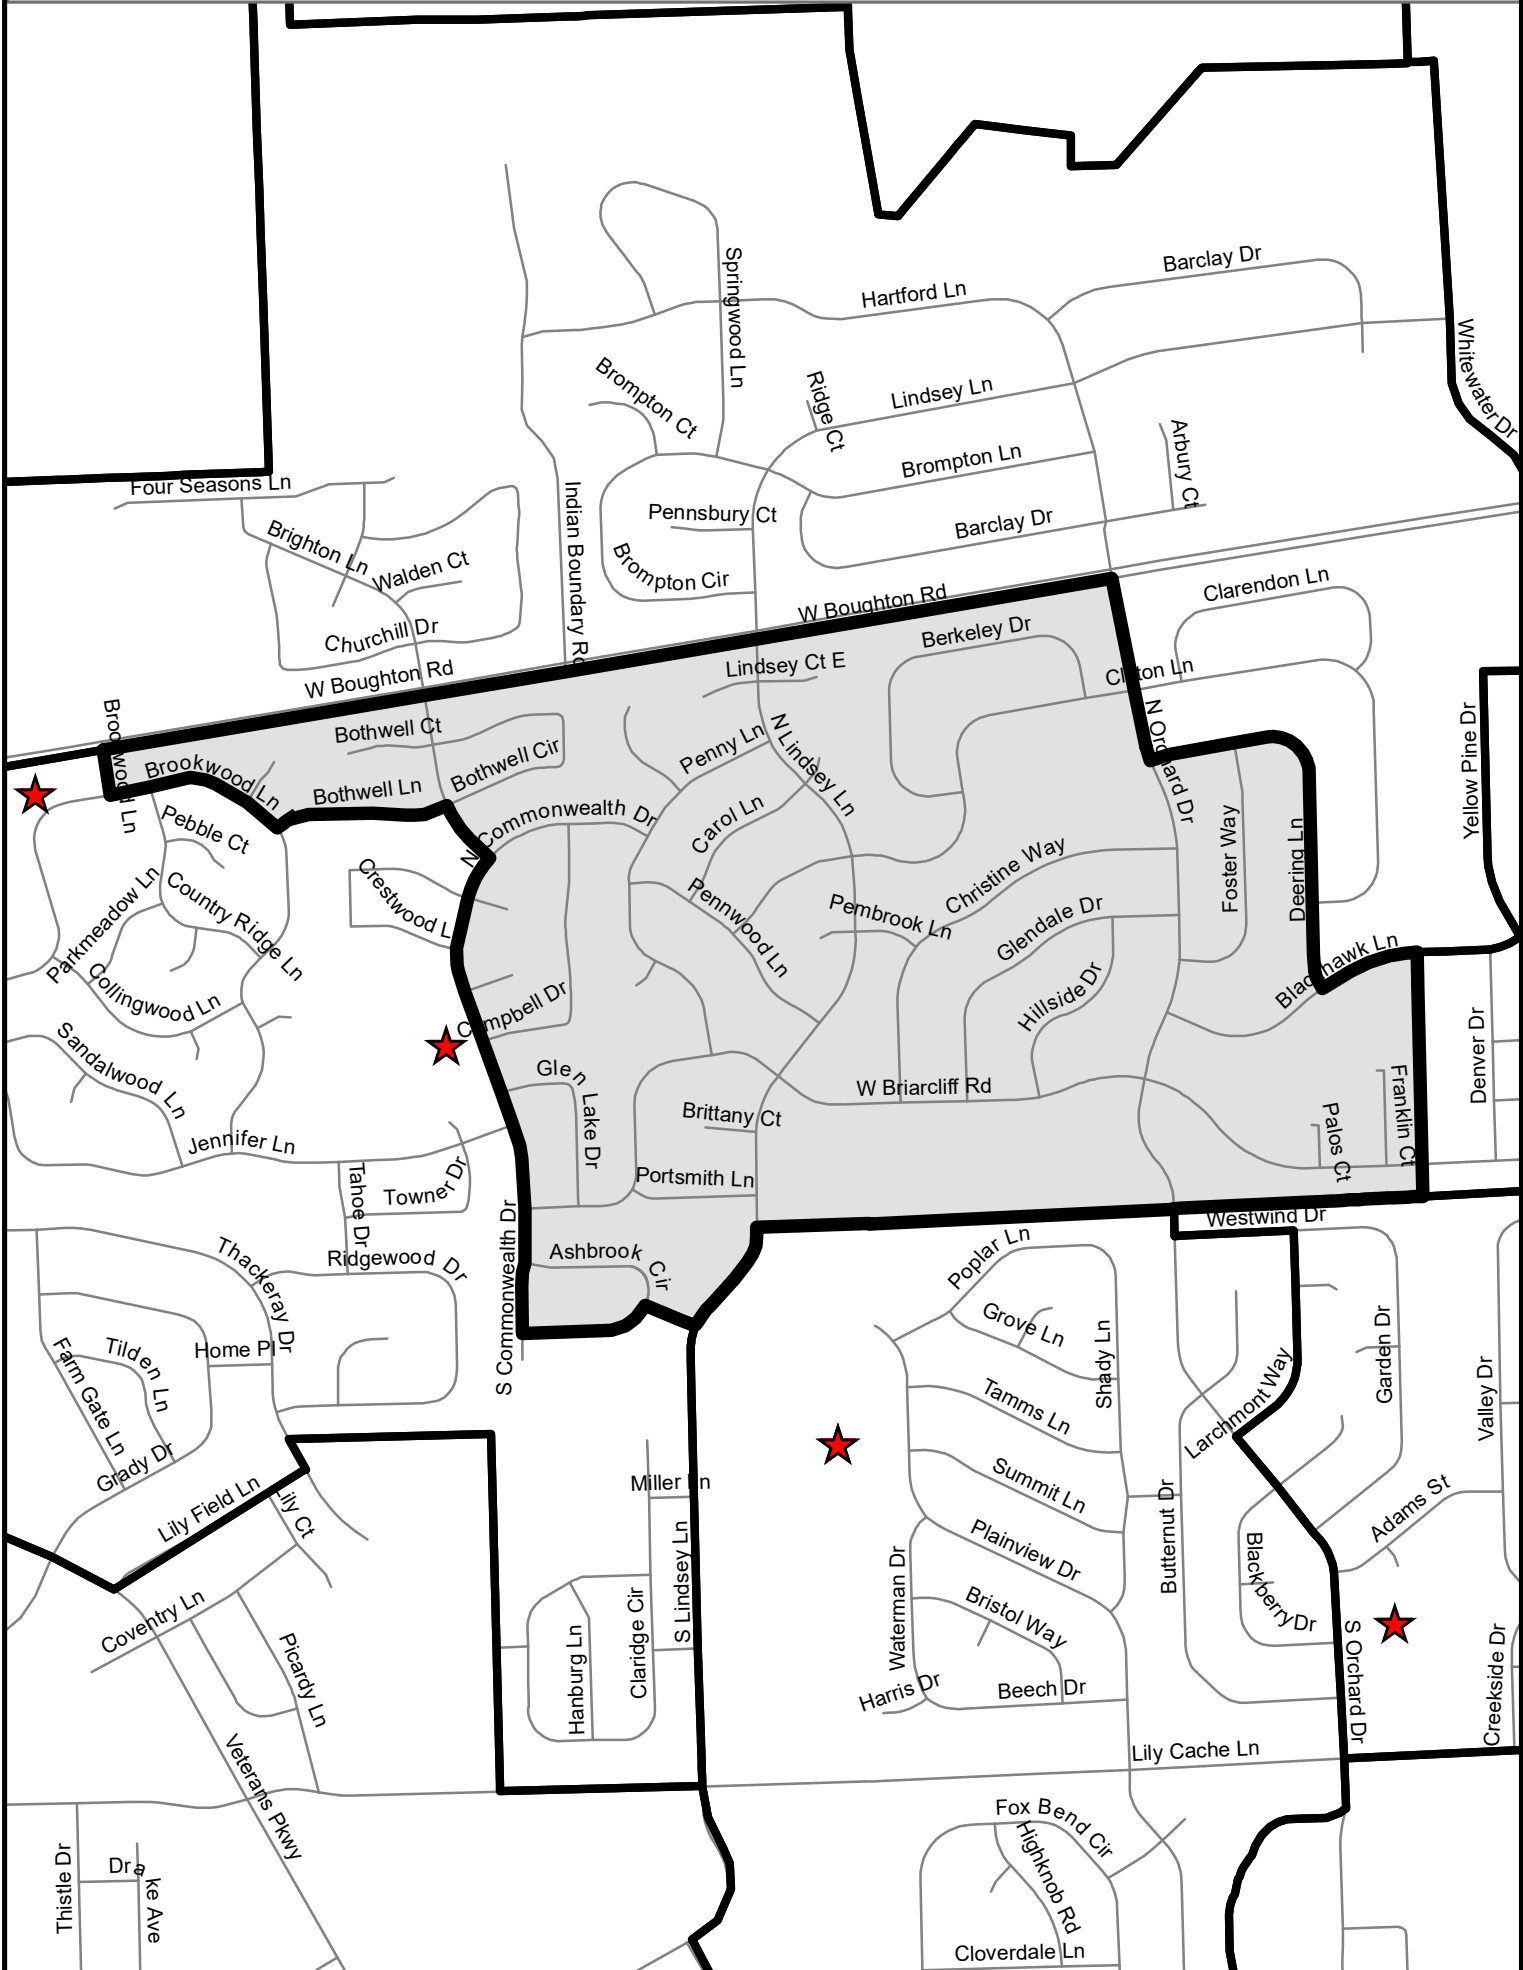 Springwood Ln
Barclay Dr
Hartford Ln
Whitewater Dr
Brompton Ct
Ridge Ct
Lindsey Ln
Arbury Ct
Brompton Ln
Four Seasons Ln
Indian Boundary Rd
Pennsbury Ct
Barclay Dr
Brighton Ln
Walden Ct
Brompton Cir
Churchill Dr
W Boughton Rd
Clarendon Ln
W Boughton Rd
Berkeley Dr
Lindsey Ct E
Clifton Ln
Brookwood Ln
Bothwell Ct
N Lindsey Ln
N Orchard Dr
Yellow Pine Dr
Penny Ln
Bothwell Cir
Brookwood Ln
Bothwell Ln
N Commonwealth Dr
Carol Ln
Pebble Ct
Foster Way
Deering Ln
Crestwood L
Christine Way
Parkmeadow Ln
Country Ridge Ln
Pennwood Ln
Pembrook Ln
Glendale Dr
Blackhawk Ln
Collingwood Ln
Hillside Dr
Campbell Dr
Sandalwood Ln
Denver Dr
Glen Lake Dr
W Briarcliff Rd
Franklin Ct
Brittany Ct
Palos Ct
Jennifer Ln
Tahoe Dr
Towner Dr
Portsmith Ln
S Commonwealth Dr
Westwind Dr
Thackeray Dr
Ridgewood Dr
Ashbrook Cir
Poplar Ln
Grove Ln
Shady Ln
Garden Dr
Tilden Ln
Home Pl
Farm Gate Ln
Valley Dr
Larchmont Way
Tamms Ln
Grady Dr
Lily Field Ln
Lily Ct
Miller Ln
Summit Ln
Butternut Dr
Adams St
S Lindsey Ln
Plainview Dr
Blackberry Dr
Waterman Dr
Coventry Ln
Claridge Cir
Bristol Way
Hanburg Ln
Picardy Ln
S Orchard Dr
Creekside Dr
Harris Dr
Beech Dr
Lily Cache Ln
Veterans Pkwy
Fox Bend Cir
Highknob Rd
Thistle Dr
Drake Ave
Cloverdale Ln